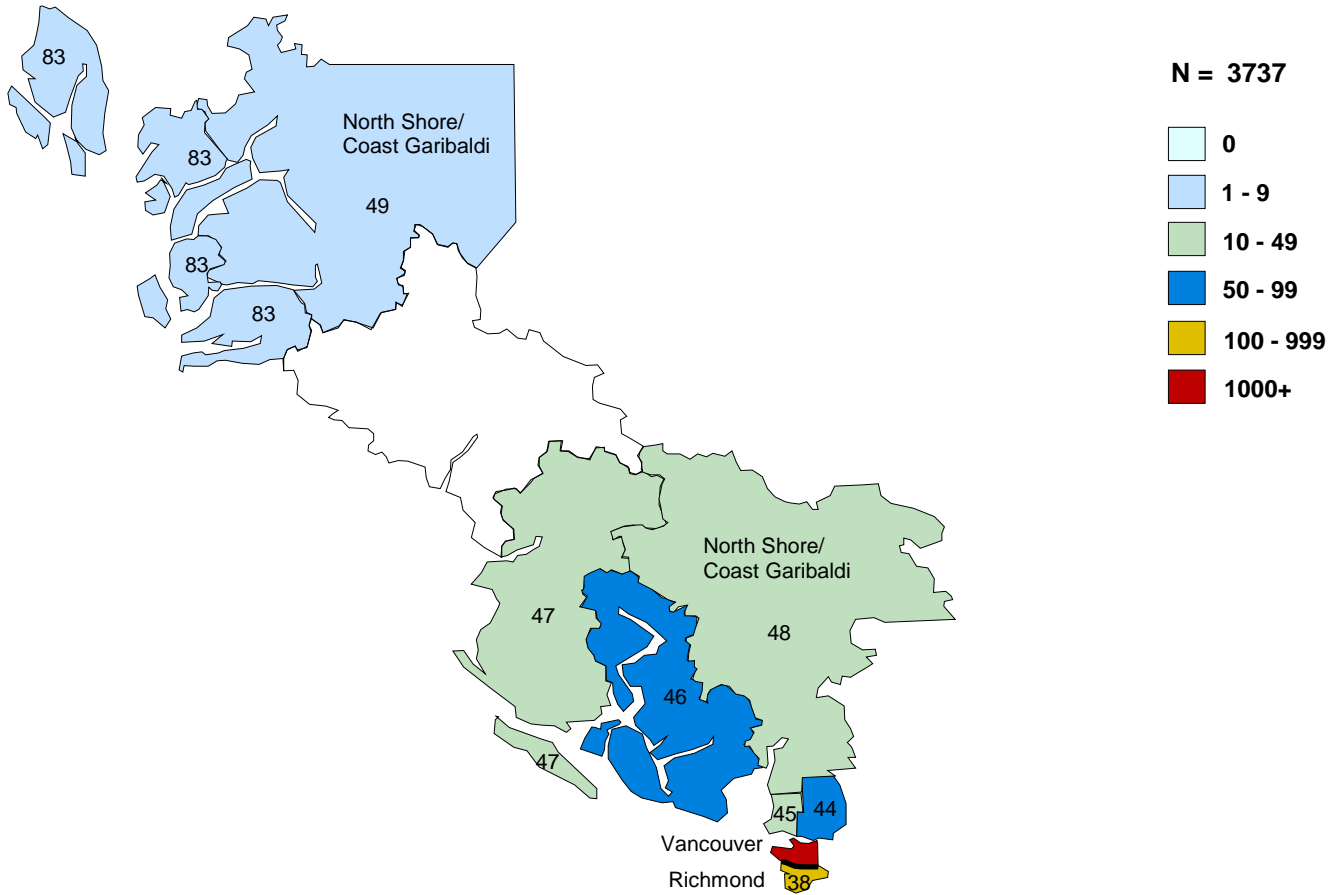 83
N = 3737
North Shore/
Coast Garibaldi
0
83
1 - 9
49
10 - 49
83
50 - 99
83
100 - 999
1000+
North Shore/
Coast Garibaldi
47
48
46
47
45
44
Vancouver
Richmond
38